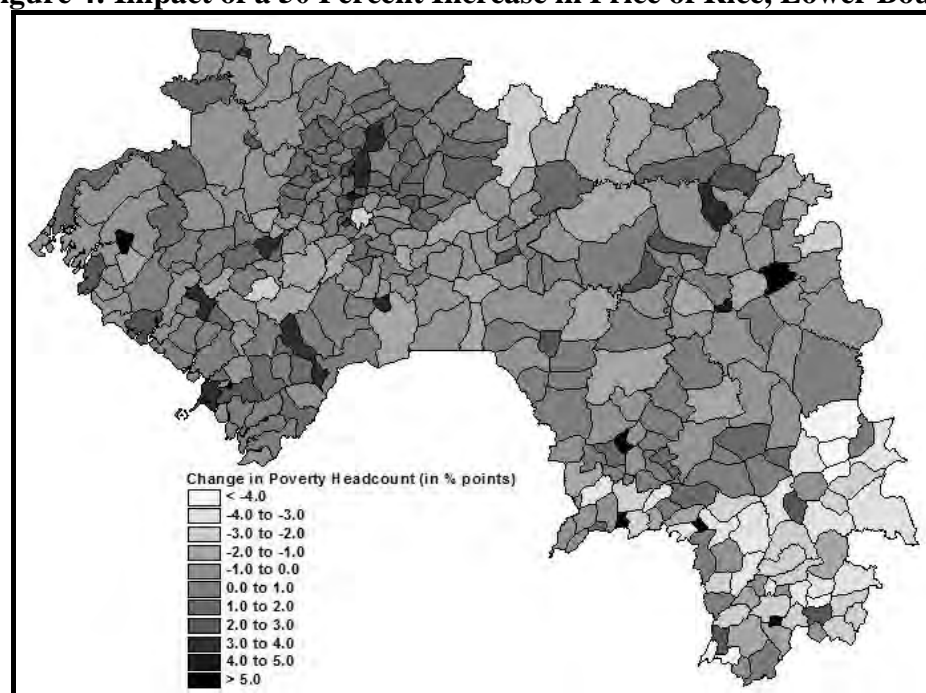 gure 4: Impact of a 30 Percent Increase in Price of Rice, Lower Bou
Change in Poverty Headcount (in % points)
< -4.0
-4.0 to -3.0
-3.0 to -2.0
-2.0 to -1.0
-1.0 to 0.0
0.0 to 1.0
1.0 to 2.0
2.0 to 3.0
3.0 to 4.0
4.0 to 5.0
> 5.0